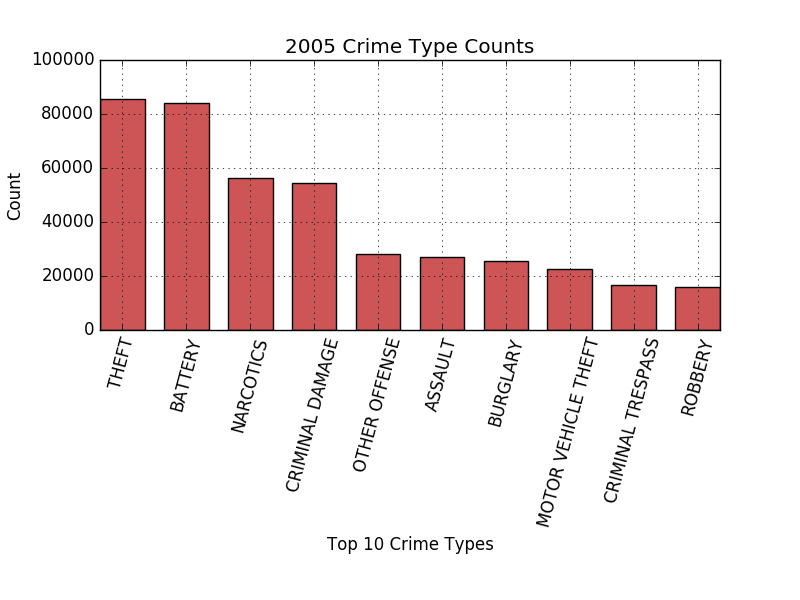 2005 Crime Type Counts
100000
80000
60000
40000
20000
0
Count
THEFT
BATTERY
NARCOTICS
CRIMINAL DAMAGE
OTHER OFFENSE
ASSAULT
BURGLARY
MOTOR VEHICLE THEFT
CRIMINAL TRESPASS
ROBBERY
Top 10 Crime Types